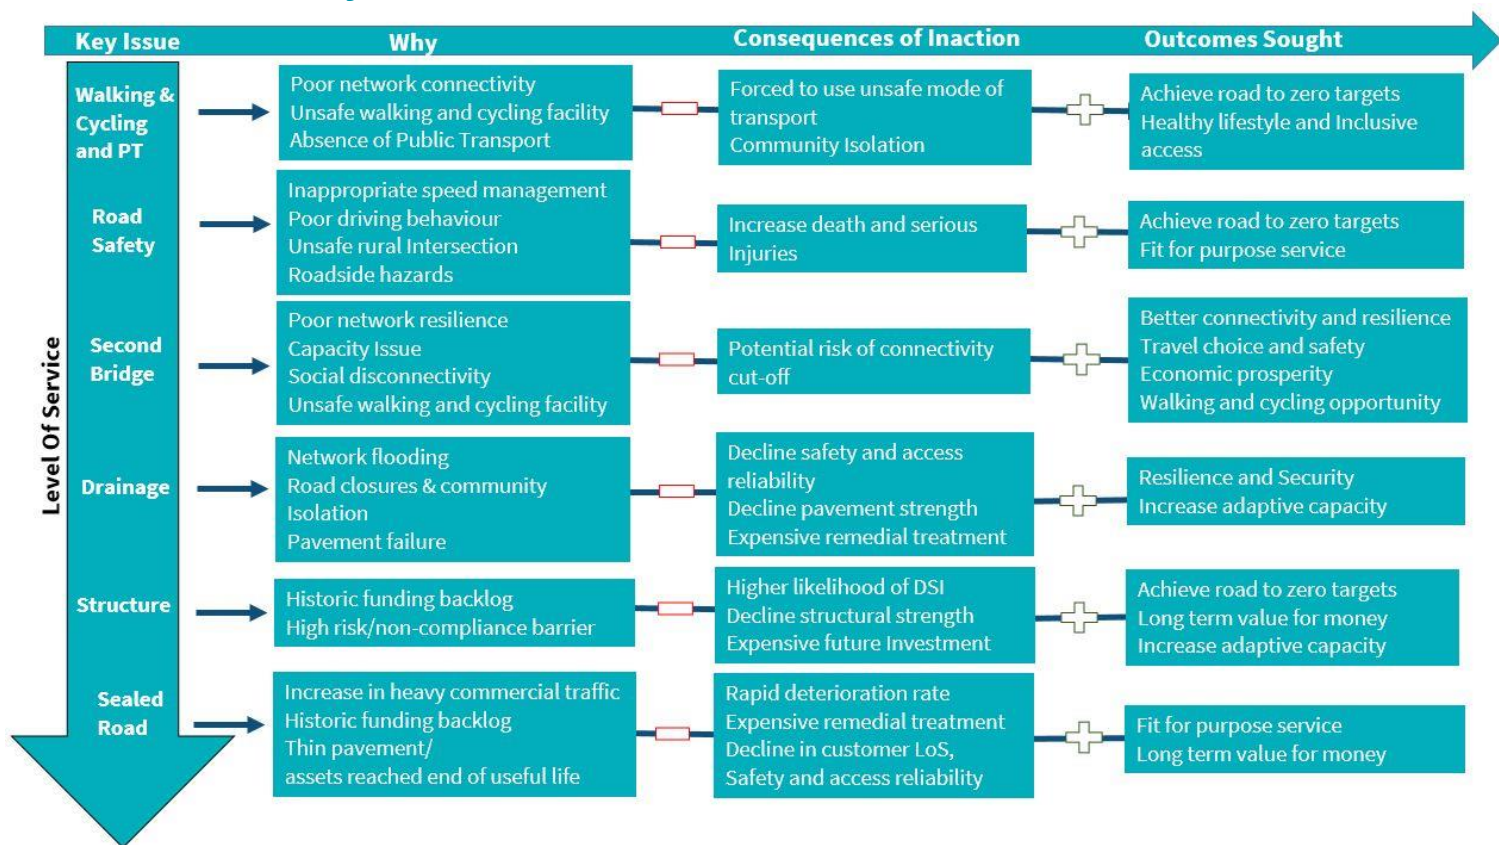 Key Issue
Why
Consequences of Inaction
Outcomes Sought
Level Of Service
Walking &
Cycling
and PT
Poor network connectivity
Unsafe walking and cycling facility
Absence of Public Transport
Forced to use unsafe mode of
transport
Community Isolation
Achieve road to zero targets
Healthy lifestyle and Inclusive
access
Road
Safety
Inappropriate speed management
Poor driving behaviour
Unsafe rural Intersection
Roadside hazards
Increase death and serious
Injuries
Achieve road to zero targets
Fit for purpose service
Second
Bridge
Poor network resilience
Capacity Issue
Social disconnectivity
Unsafe walking and cycling facility
Potential risk of connectivity
cut-off
Better connectivity and resilience
Travel choice and safety
Economic prosperity
Walking and cycling opportunity
Drainage
Network flooding
Road closures & community
Isolation
Pavement failure
Decline safety and access
reliability
Decline pavement strength
Expensive remedial treatment
Resilience and Security
Increase adaptive capacity
Structure
Historic funding backlog
High risk/non-compliance barrier
Higher likelihood of DSI
Decline structural strength
Expensive future Investment
Achieve road to zero targets
Long term value for money
Increase adaptive capacity
Sealed
Road
Increase in heavy commercial traffic
Historic funding backlog
Thin pavement/
assets reached end of useful life
Rapid deterioration rate
Expensive remedial treatment
Decline in customer LoS,
Safety and access reliability
Fit for purpose service
Long term value for money